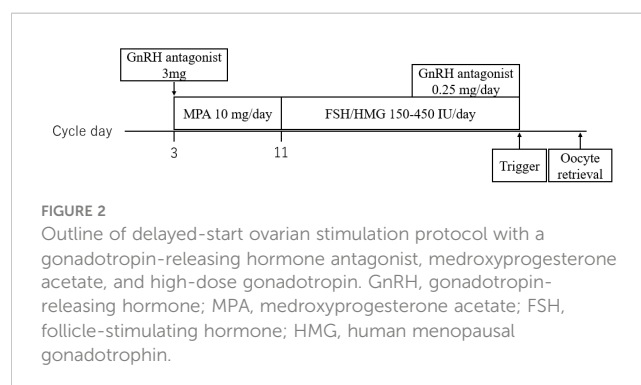 GnRH antagonist
3mg
GnRH antagonist
0.25 mg/day
MPA 10 mg/day
FSH/HMG 150-450 IU/day
Cycle day
3
11
Trigger
Oocyte
retrieval
FIGURE 2
Outline of delayed-start ovarian stimulation protocol with a
gonadotropin-releasing hormone antagonist, medroxyprogesterone
acetate, and high-dose gonadotropin. GnRH, gonadotropin-
releasing hormone; MPA, medroxyprogesterone acetate; FSH,
follicle-stimulating hormone; HMG, human menopausal
gonadotrophin.